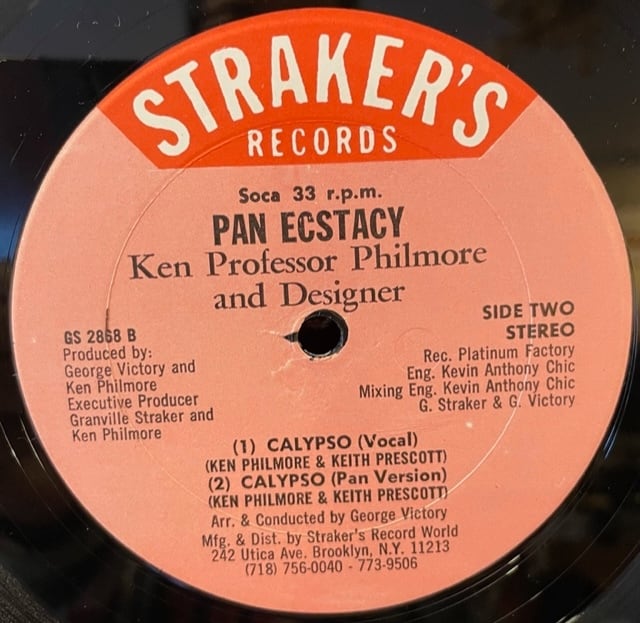 STRAKER'S
RECORDS
Soca 33 r.p.m.
PAN ECSTACY
Ken Professor Philmore
and Designer
GS 2868 B
Produced by:
George Victory and
Ken Philmore
Executive Producer
Granville Straker and
Ken Philmore
SIDE TWO
STEREO
Rec. Platinum Factory
Eng. Kevin Anthony Chic
Mixing Eng. Kevin Anthony Chic
G. Straker & G. Victory
(1) CALYPSO (Vocal)
(KEN PHILMORE & KEITH PRESCOTT)
(2) CALYPSO (Pan Version)
(KEN PHILMORE & KEITH PRESCOTT)
Arr. & Conducted by George Victory
Mfg. & Dist. by Straker's Record World
242 Utica Ave. Brooklyn, N.Y. 11213
(718) 756-0040 - 773-9506